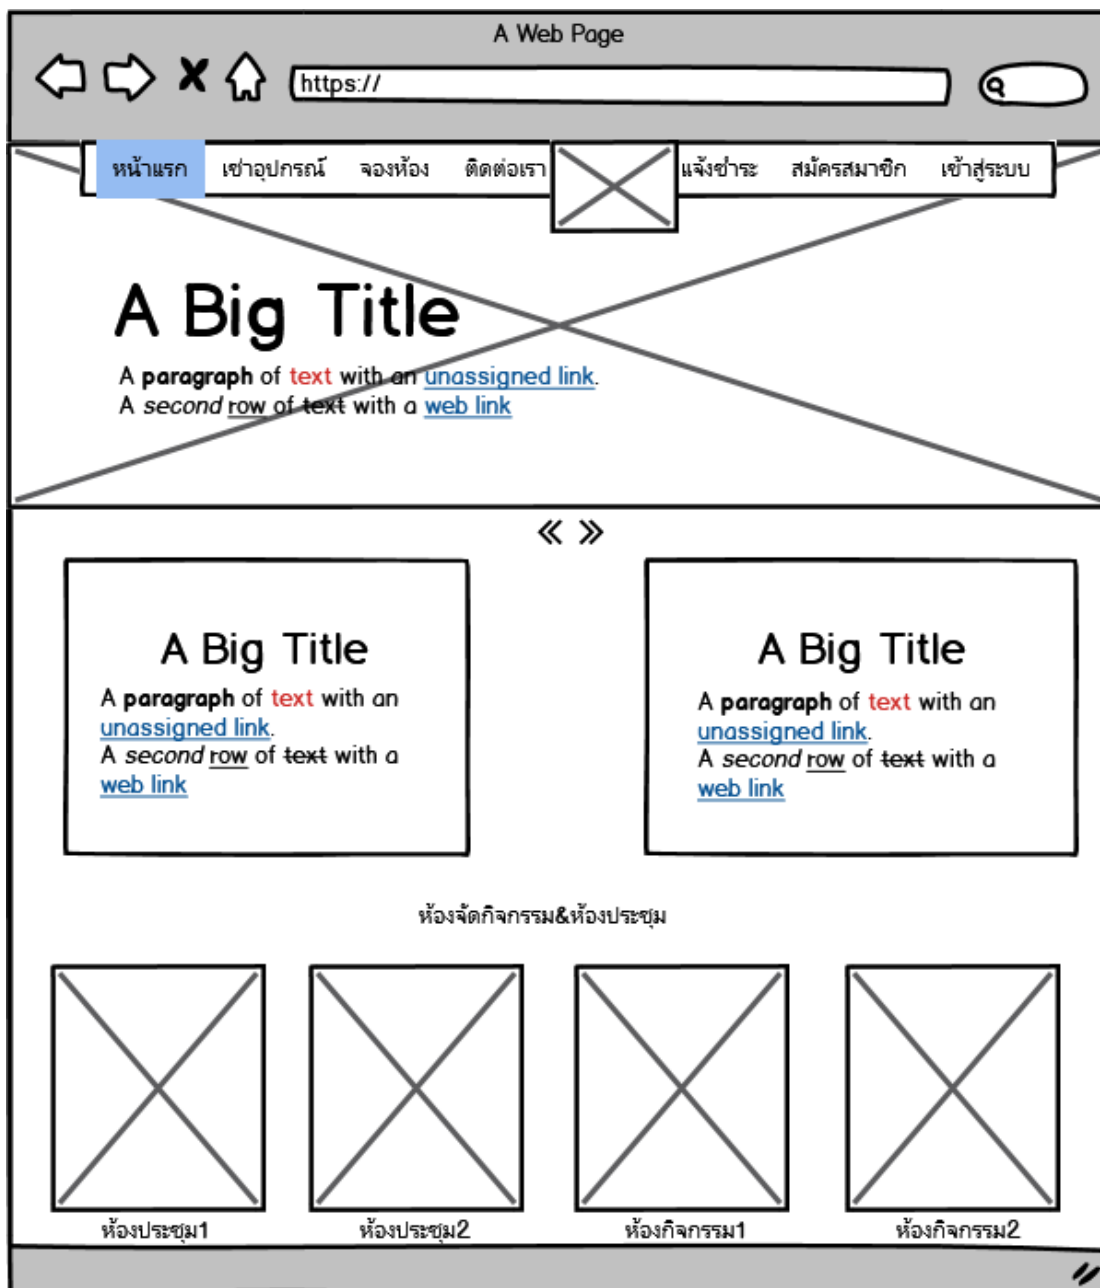 A Web Page
https://
หน้าแรก เช่าอุปกรณ์ จองห้อง ติดต่อเรา แจ้งชำระ สมัครสมาชิก เข้าสู่ระบบ
A Big Title
A paragraph of text with an unassigned link.
A second row of text with a web link
A Big Title
A paragraph of text with an
unassigned link.
A second row of text with a
web link
A Big Title
A paragraph of text with an
unassigned link.
A second row of text with a
web link
ห้องจัดกิจกรรม&ห้องประชุม
ห้องประชุม1 ห้องประชุม2 ห้องกิจกรรม1 ห้องกิจกรรม2